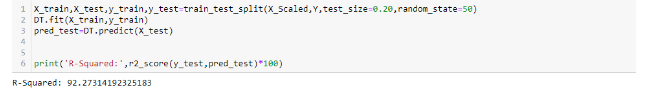 1 X_train,X_test,y_train,y_test=train_test_split(X_Scaled,Y,test_size=0.20,random_state=50)
2 DT.fit(X_train,y_train)
3 pred_test=DT.predict(X_test)
4
5
6 print('R-Squared:',r2_score(y_test,pred_test)*100)
R-Squared: 92.27314192325183